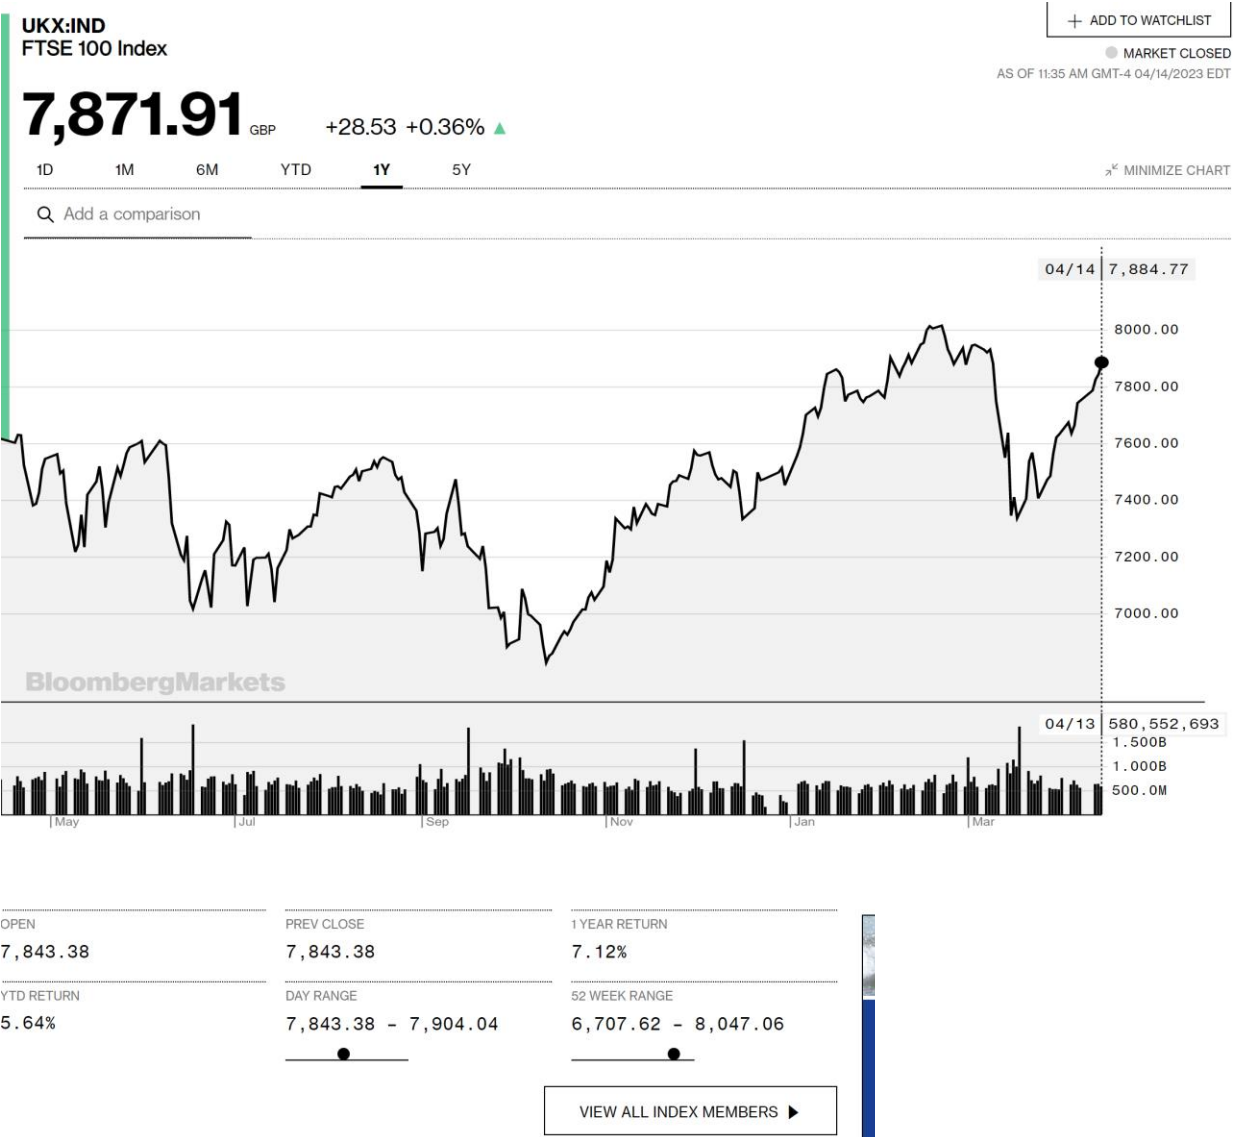 UKX:IND
FTSE 100 Index
+ ADD TO WATCHLIST
MARKET CLOSED
AS OF 11:35 AM GMT-4 04/14/2023 EDT
7,871.91 GBP +28.53 +0.36% ▲
1D 1M 6M YTD 1Y 5Y
MINIMIZE CHART
Add a comparison
04/14 7,884.77
8000.00
7800.00
7600.00
7400.00
7200.00
7000.00
BloombergMarkets
04/13 580,552,693
1.500B
1.000B
500.0M
May Jul Sep Nov Jan Mar
OPEN PREV CLOSE 1 YEAR RETURN
7,843.38 7,843.38 7.12%
YTD RETURN DAY RANGE 52 WEEK RANGE
5.64% 7,843.38 – 7,904.04 6,707.62 – 8,047.06
VIEW ALL INDEX MEMBERS ▶